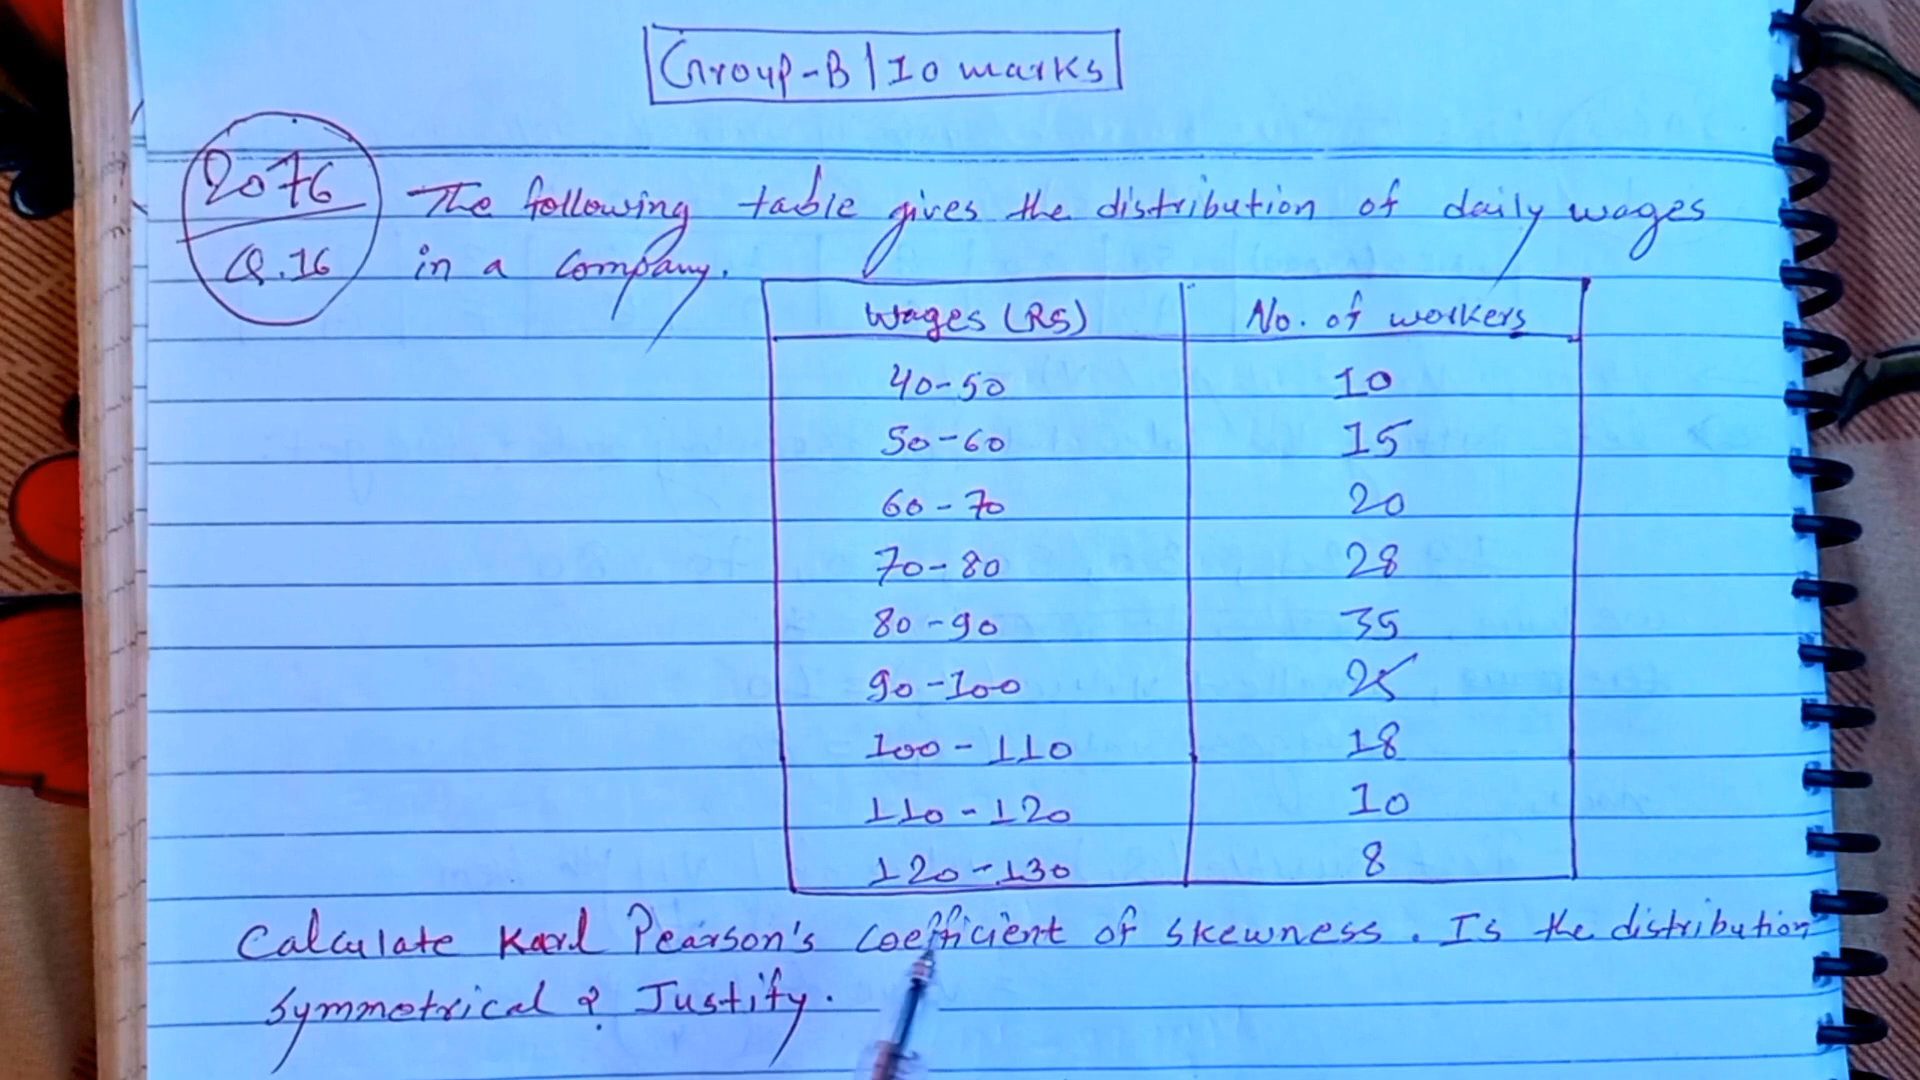 Group-B | 10 marks
2076
Q.16
The following table gives the distribution of daily wages
in a company.
Wages (RS) No. of workers
40-50 10
50-60 15
60-70 20
70-80 28
80-90 35
90-100 25
100-110 18
110-120 10
120-130 8
Calculate Karl Pearson's coefficient of skewness. Is the distribution
symmetrical? Justify.